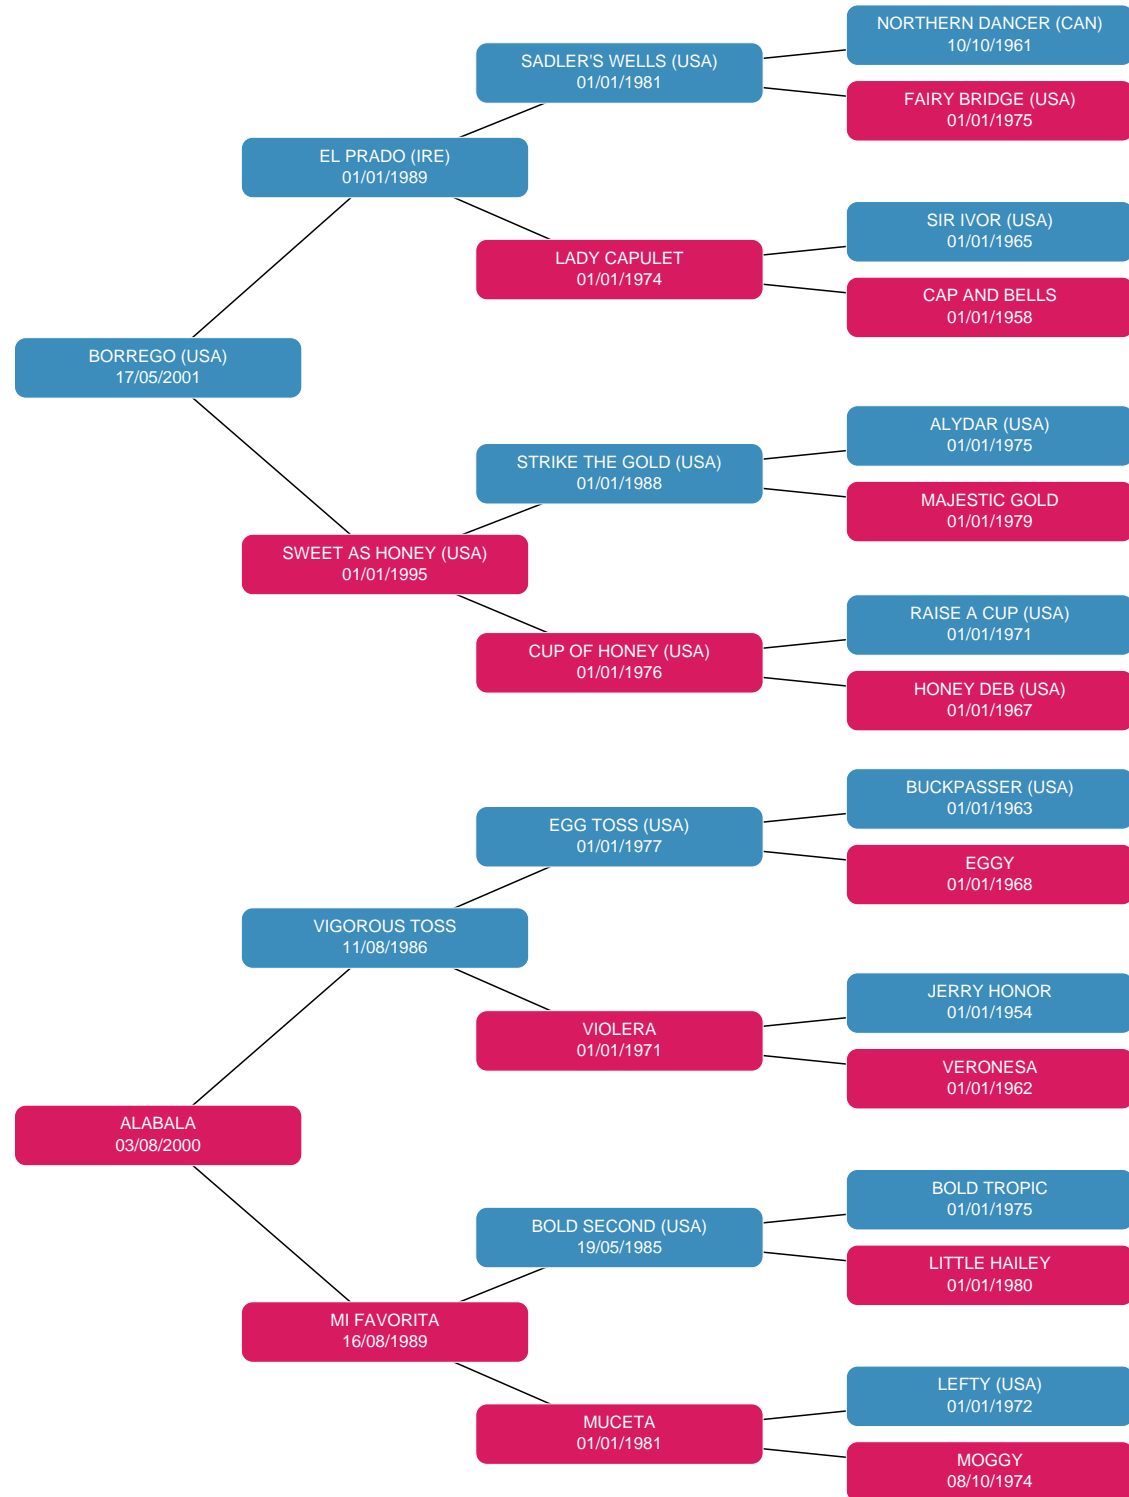 NORTHERN DANCER (CAN)
10/10/1961
SADLER'S WELLS (USA)
01/01/1981
FAIRY BRIDGE (USA)
01/01/1975
EL PRADO (IRE)
01/01/1989
SIR IVOR (USA)
01/01/1965
LADY CAPULET
01/01/1974
CAP AND BELLS
01/01/1958
BORREGO (USA)
17/05/2001
ALYDAR (USA)
01/01/1975
STRIKE THE GOLD (USA)
01/01/1988
MAJESTIC GOLD
01/01/1979
SWEET AS HONEY (USA)
01/01/1995
RAISE A CUP (USA)
01/01/1971
CUP OF HONEY (USA)
01/01/1976
HONEY DEB (USA)
01/01/1967
BUCKPASSER (USA)
01/01/1963
EGG TOSS (USA)
01/01/1977
EGGY
01/01/1968
VIGOROUS TOSS
11/08/1986
JERRY HONOR
01/01/1954
VIOLERA
01/01/1971
VERONESA
01/01/1962
ALABALA
03/08/2000
BOLD TROPIC
01/01/1975
BOLD SECOND (USA)
19/05/1985
LITTLE HAILEY
01/01/1980
MI FAVORITA
16/08/1989
LEFTY (USA)
01/01/1972
MUCETA
01/01/1981
MOGGY
08/10/1974